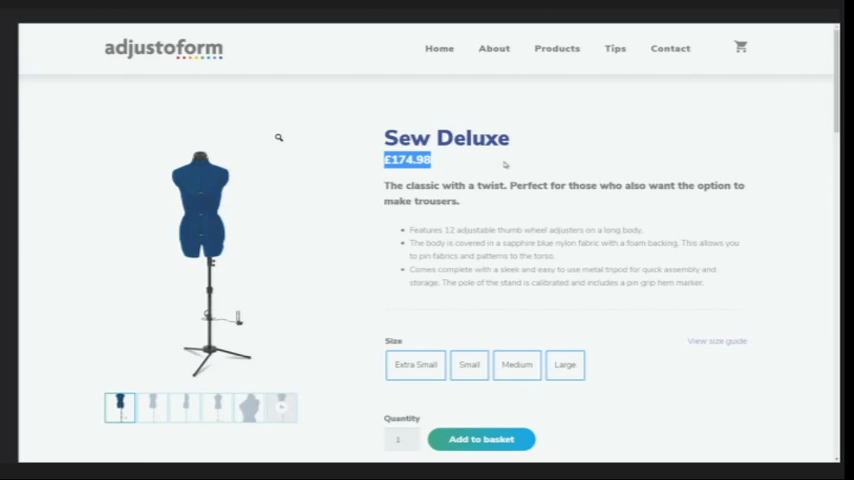 adjustoform
Home About Products Tips Contact
Sew Deluxe
£174.98
The classic with a twist. Perfect for those who also want the option to
make trousers.
Features 12 adjustable thumb wheel adjusters on a long body.
The body is covered in a sapphire blue nylon fabric with a foam backing. This allows you
to pin fabrics and patterns to the torso.
Comes complete with a sleek and easy to use metal tripod for quick assembly and
storage. The pole of the stand is calibrated and includes a pin grip hem marker.
Size View size guide
Extra Small Small Medium Large
Quantity
1 Add to basket